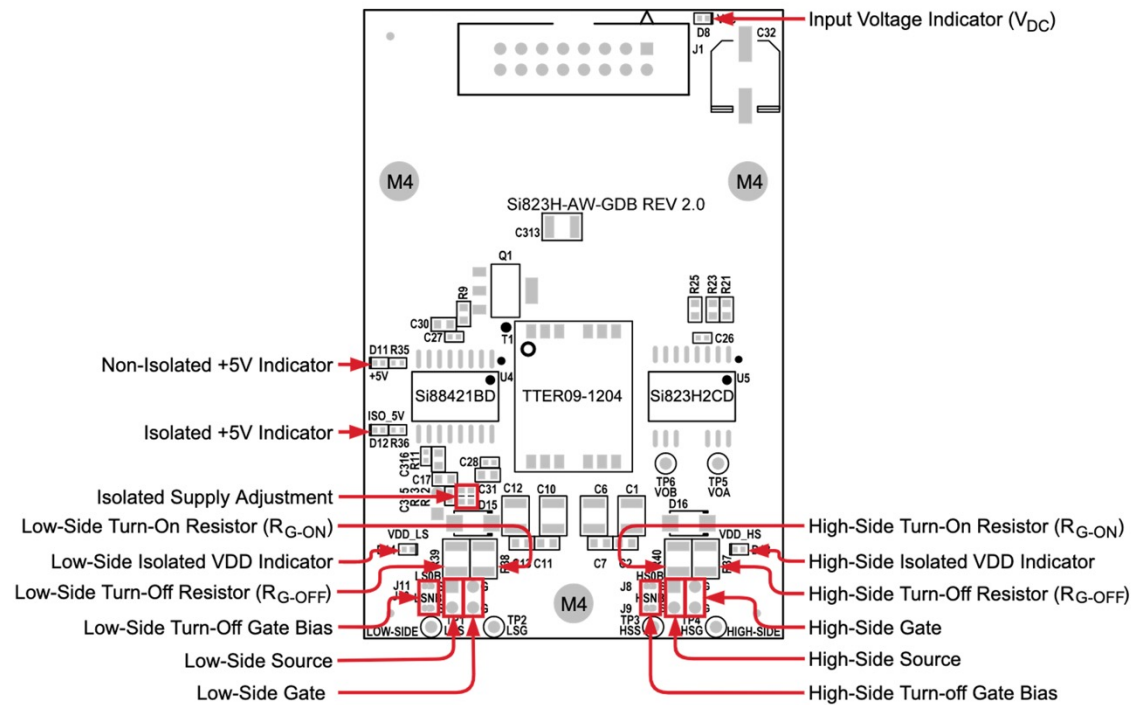 Input Voltage Indicator (VDC)
D8
C32
J1
M4
M4
Si823H-AW-GDB REV 2.0
C313
Q1
R9
R25
R23
R21
C30
C27
T1
C26
Non-Isolated +5V Indicator
D11 R35
+5V
U4
U5
Si88421BD
TTER09-1204
Si823H2CD
Isolated +5V Indicator
ISO_5V
D12 R36
C316
R11
C28
C17
TP6
VOB
TP5
VOA
Isolated Supply Adjustment
C31
C12
C10
C6
C1
D15
D16
Low-Side Turn-On Resistor (RG-ON)
High-Side Turn-On Resistor (RG-ON)
VDD_LS
VDD_HS
Low-Side Isolated VDD Indicator
C11
C7
C2
High-Side Isolated VDD Indicator
R38
R37
Low-Side Turn-Off Resistor (RG-OFF)
LS0B
HS0B
High-Side Turn-Off Resistor (RG-OFF)
J11
J8
HSNB
M4
J9
High-Side Gate
Low-Side Turn-Off Gate Bias
LOW-SIDE
TP2
LSG
TP3
HSS
TP4
HSG
HIGH-SIDE
Low-Side Source
High-Side Source
Low-Side Gate
High-Side Turn-off Gate Bias